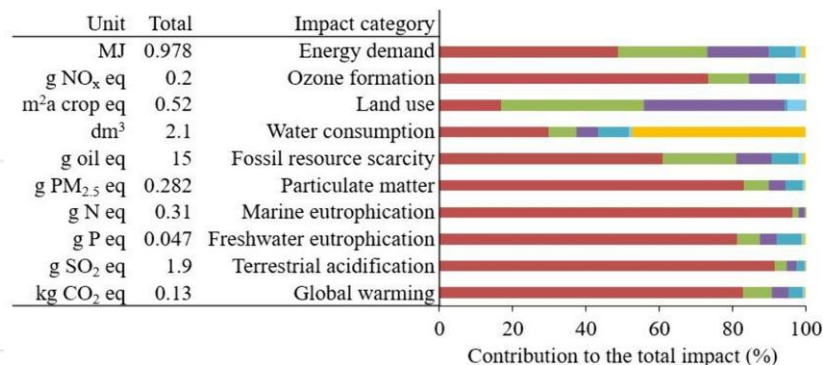 Unit Total Impact category
MJ 0.978 Energy demand
g NOₓ eq 0.2 Ozone formation
m²a crop eq 0.52 Land use
dm³ 2.1 Water consumption
g oil eq 15 Fossil resource scarcity
g PM₂.₅ eq 0.282 Particulate matter
g N eq 0.31 Marine eutrophication
g P eq 0.047 Freshwater eutrophication
g SO₂ eq 1.9 Terrestrial acidification
kg CO₂ eq 0.13 Global warming
0 20 40 60 80 100
Contribution to the total impact (%)